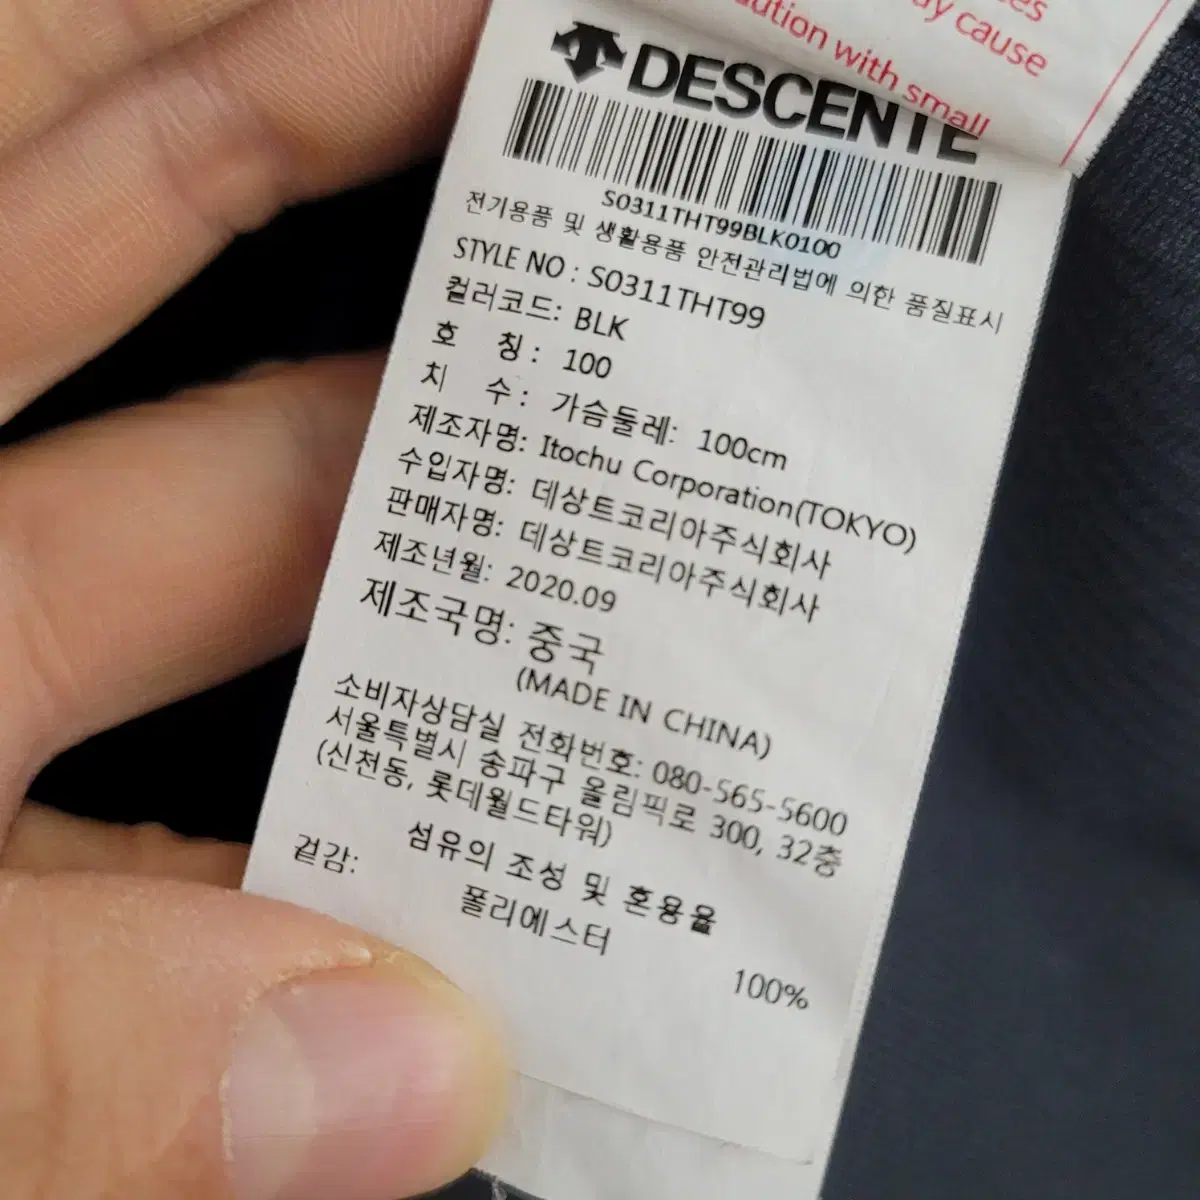 ay cause
caution with small
DESCENTE
S0311THT99BLK0100
전기용품 및 생활용품 안전관리법에 의한 품질표시
STYLE NO : S0311THT99
컬러코드: BLK
호 칭: 100
치 수: 가슴둘레: 100cm
제조자명: Itochu Corporation(TOKYO)
수입자명: 데상트코리아주식회사
판매자명: 데상트코리아주식회사
제조년월: 2020.09
제조국명: 중국
(MADE IN CHINA)
소비자상담실 전화번호: 080-565-5600
서울특별시 송파구 올림픽로 300, 32층
(신천동, 롯데월드타워)
섬유의 조성 및 혼용율
겉감: 폴리에스터 100%